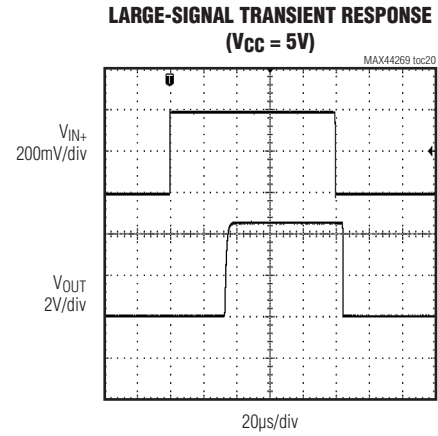 LARGE-SIGNAL TRANSIENT RESPONSE
(VCC = 5V)
MAX44269 toc20
VIN+
200mV/div
VOUT
2V/div
20µs/div